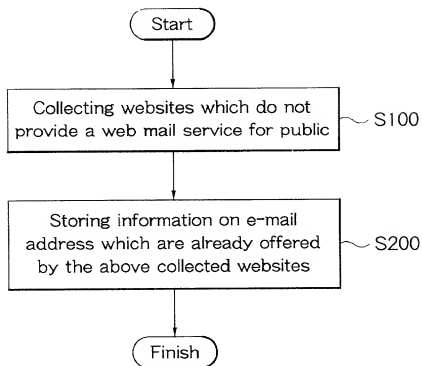 Start
Collecting websites which do not
provide a web mail service for public
S100
Storing information on e-mail
address which are already offered
by the above collected websites
S200
Finish